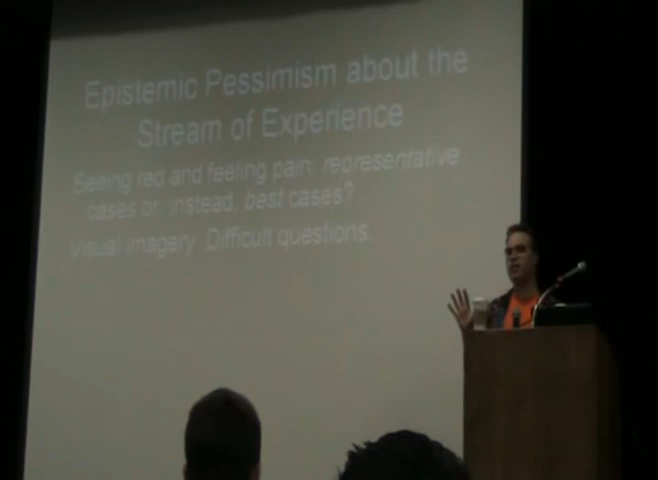 Epistemic Pessimism about the
Stream of Experience
Seeing red and feeling pain: representative
cases or, instead, best cases?
Visual imagery: Difficult questions.